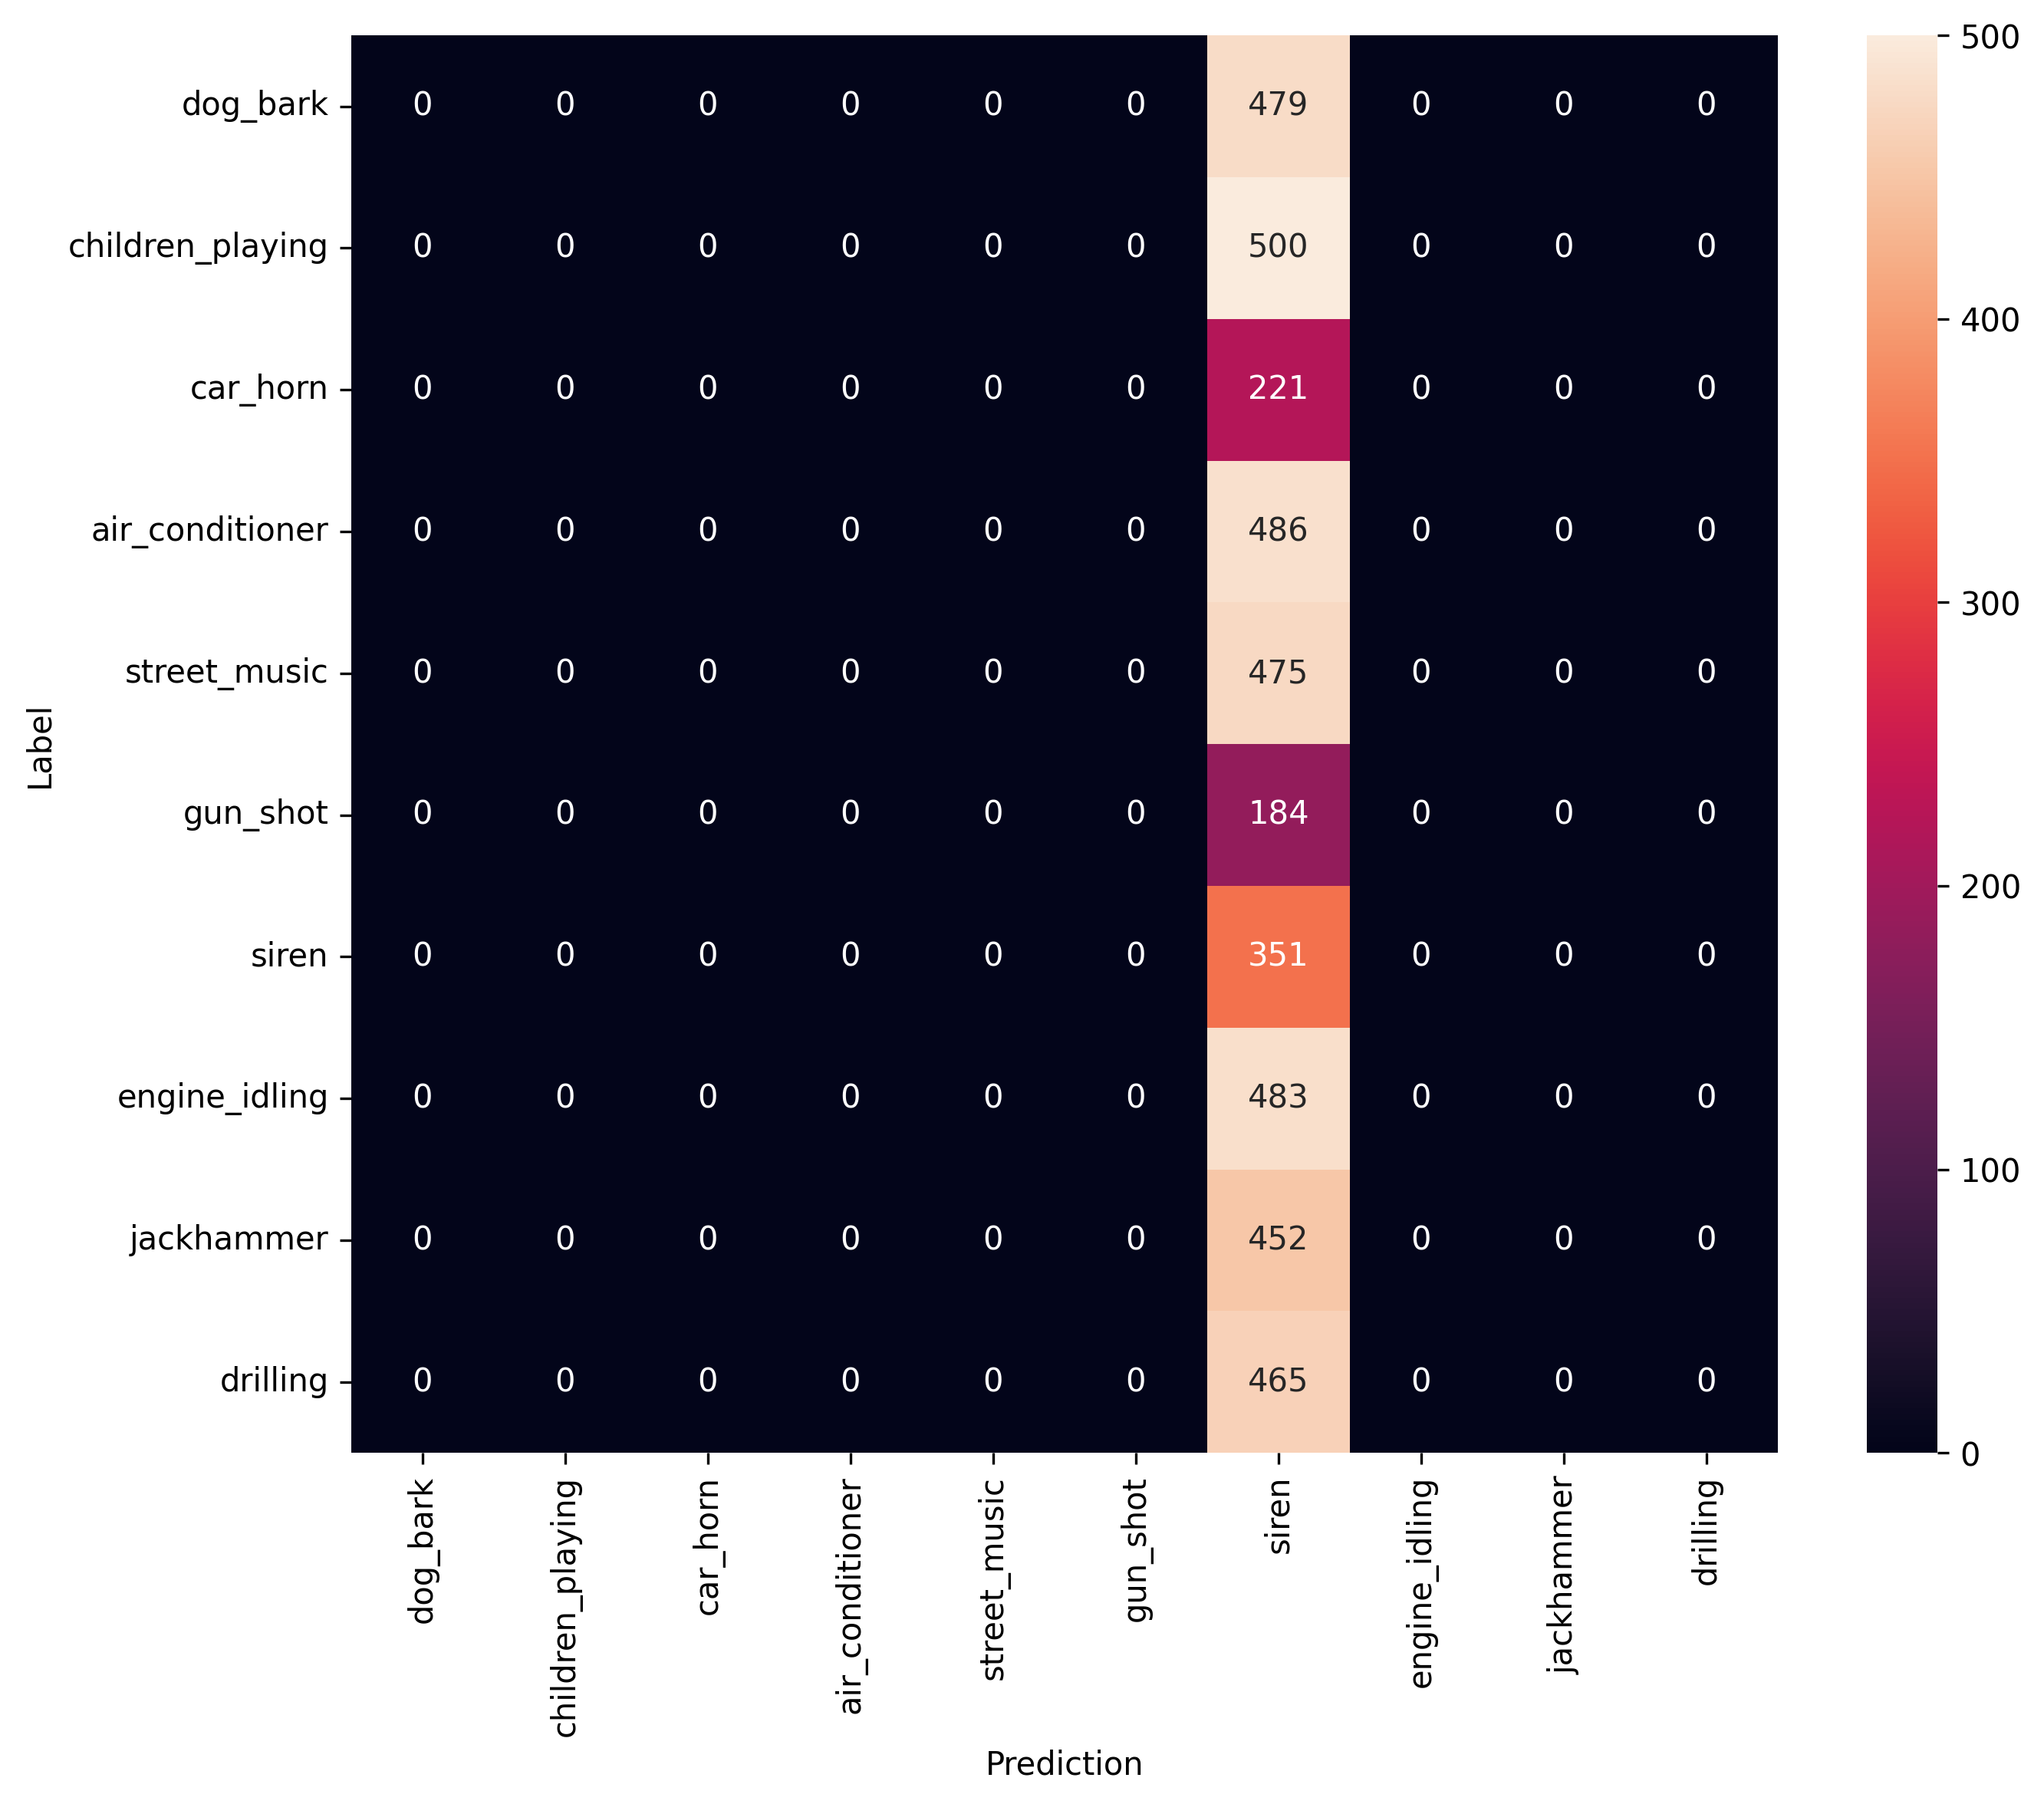 dog_bark 0 0 0 0 0 0 479 0 0 0
children_playing 0 0 0 0 0 0 500 0 0 0
car_horn 0 0 0 0 0 0 221 0 0 0
air_conditioner 0 0 0 0 0 0 486 0 0 0
street_music 0 0 0 0 0 0 475 0 0 0
gun_shot 0 0 0 0 0 0 184 0 0 0
siren 0 0 0 0 0 0 351 0 0 0
engine_idling 0 0 0 0 0 0 483 0 0 0
jackhammer 0 0 0 0 0 0 452 0 0 0
drilling 0 0 0 0 0 0 465 0 0 0
Label
dog_bark
children_playing
car_horn
air_conditioner
street_music
gun_shot
siren
engine_idling
jackhammer
drilling
Prediction
500
400
300
200
100
0